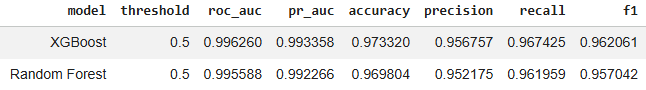 model threshold roc_auc pr_auc accuracy precision recall f1
XGBoost 0.5 0.996260 0.993358 0.973320 0.956757 0.967425 0.962061
Random Forest 0.5 0.995588 0.992266 0.969804 0.952175 0.961959 0.957042